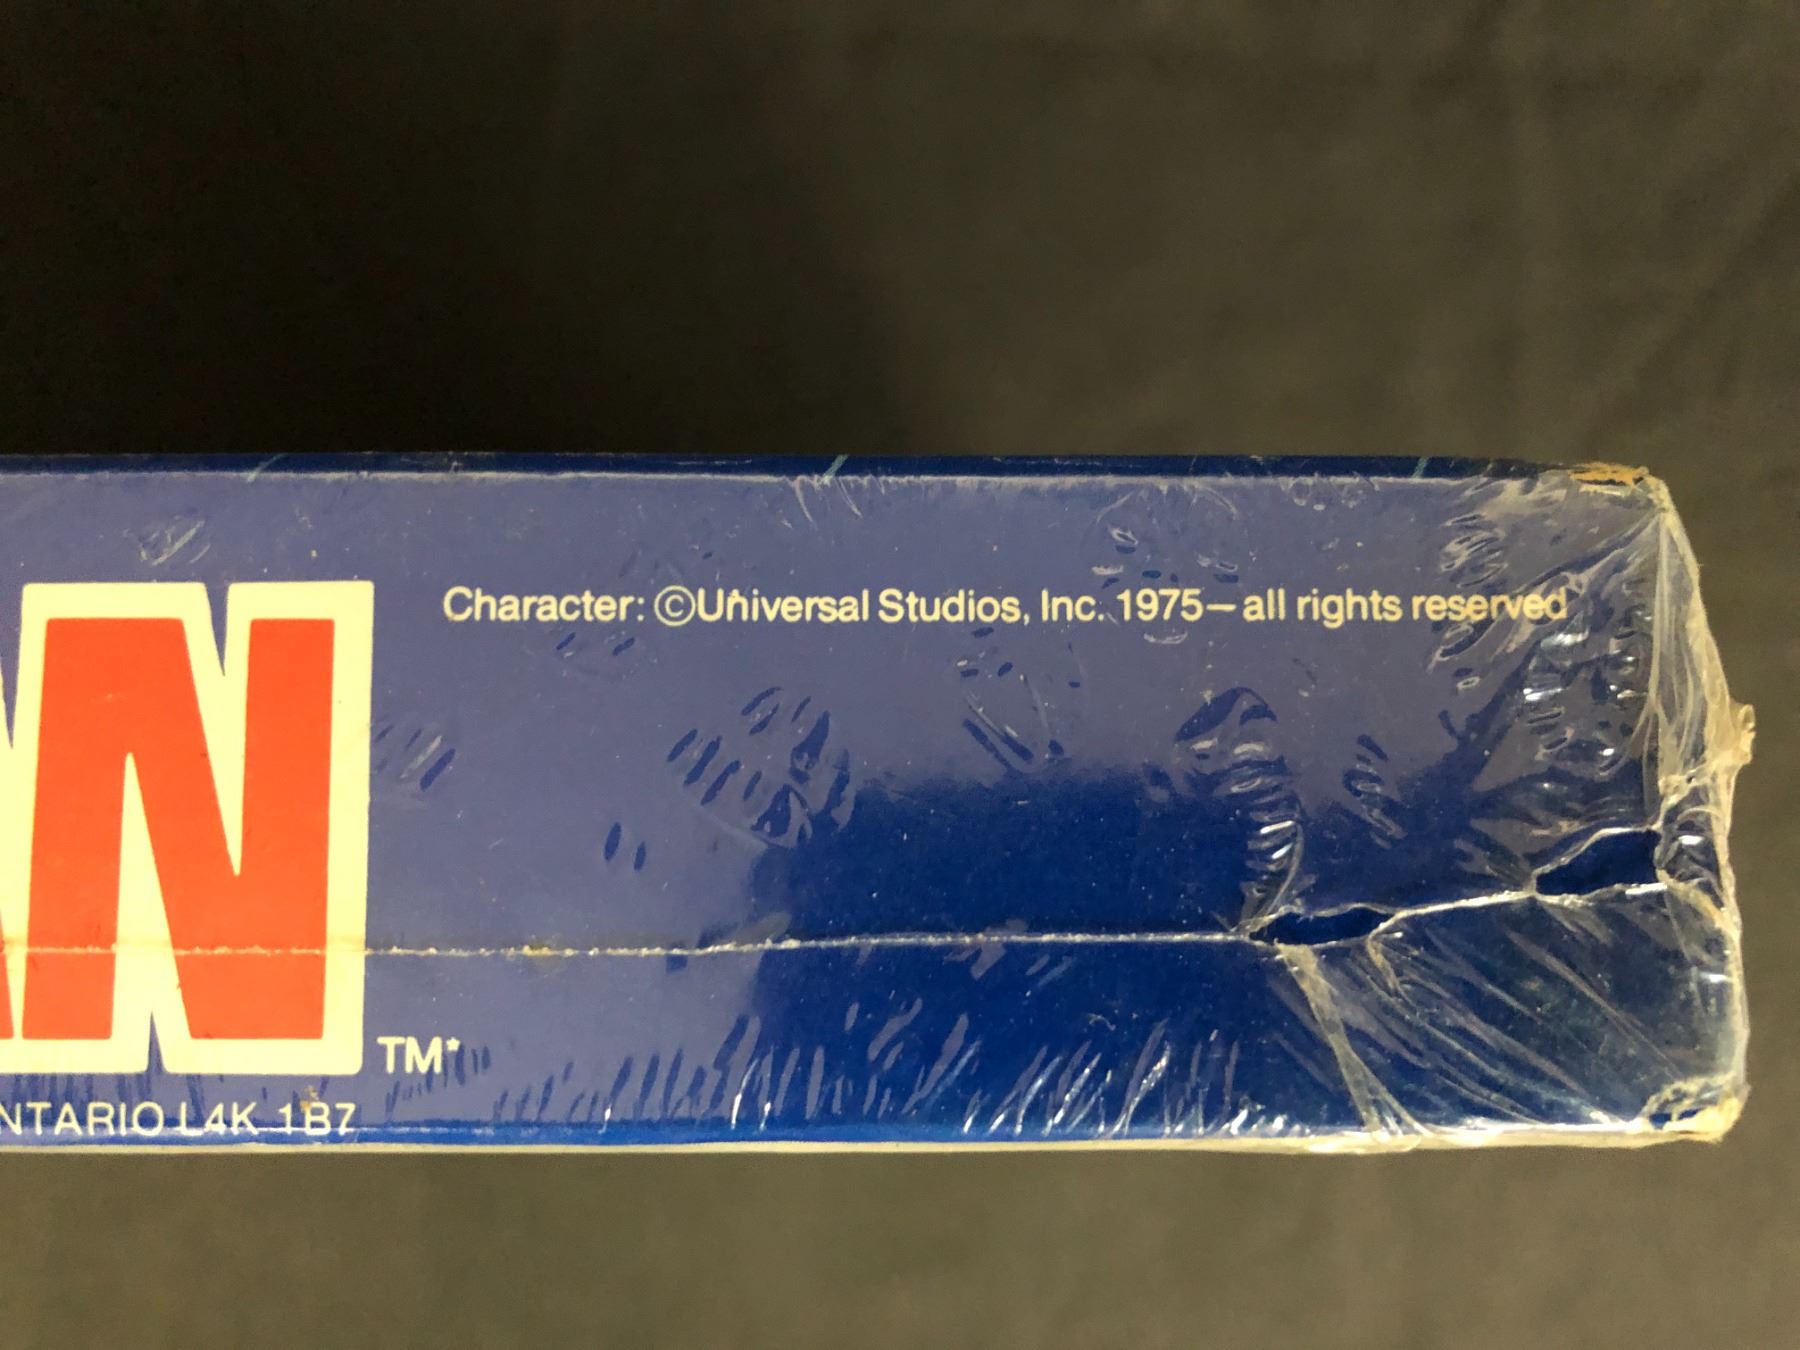 Character: ©Universal Studios, Inc. 1975—all rights reserved
AN
TM*
NTARIO L4K 1B7